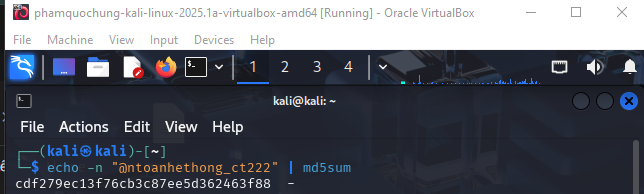 phamquochung-kali-linux-2025.1a-virtualbox-amd64 [Running] - Oracle VirtualBox
File Machine View Input Devices Help
1 2 3 4
kali@kali: ~
File Actions Edit View Help
(kali㉿kali)-[~]
$ echo -n "@ntoanhethong_ct222" | md5sum
cdf279ec13f76cb3c87ee5d362463f88 -